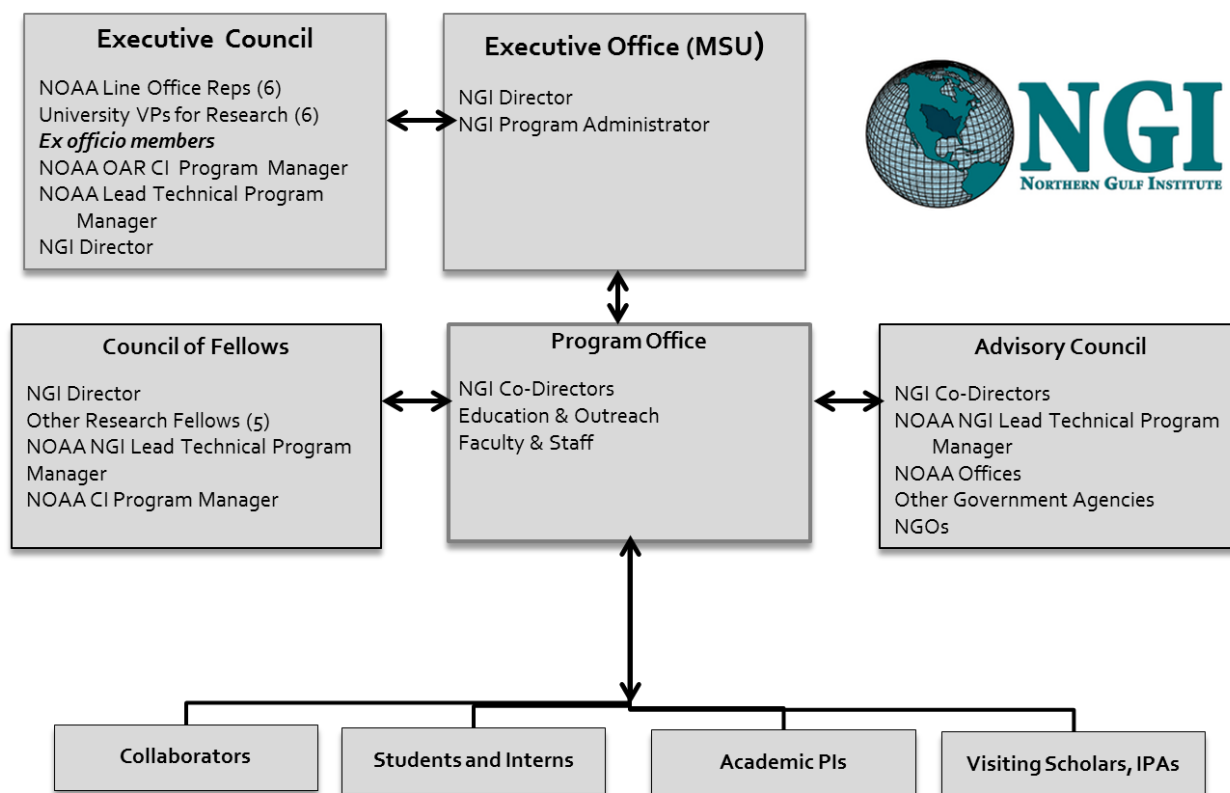 Executive Council
NOAA Line Office Reps (6)
University VPs for Research (6)
Ex officio members
NOAA OAR CI Program Manager
NOAA Lead Technical Program
Manager
NGI Director
Executive Office (MSU)
NGI Director
NGI Program Administrator
NGI
NORTHERN GULF INSTITUTE
Council of Fellows
NGI Director
Other Research Fellows (5)
NOAA NGI Lead Technical Program
Manager
NOAA CI Program Manager
Program Office
NGI Co-Directors
Education & Outreach
Faculty & Staff
Advisory Council
NGI Co-Directors
NOAA NGI Lead Technical Program
Manager
NOAA Offices
Other Government Agencies
NGOs
Collaborators
Students and Interns
Academic PIs
Visiting Scholars, IPAs